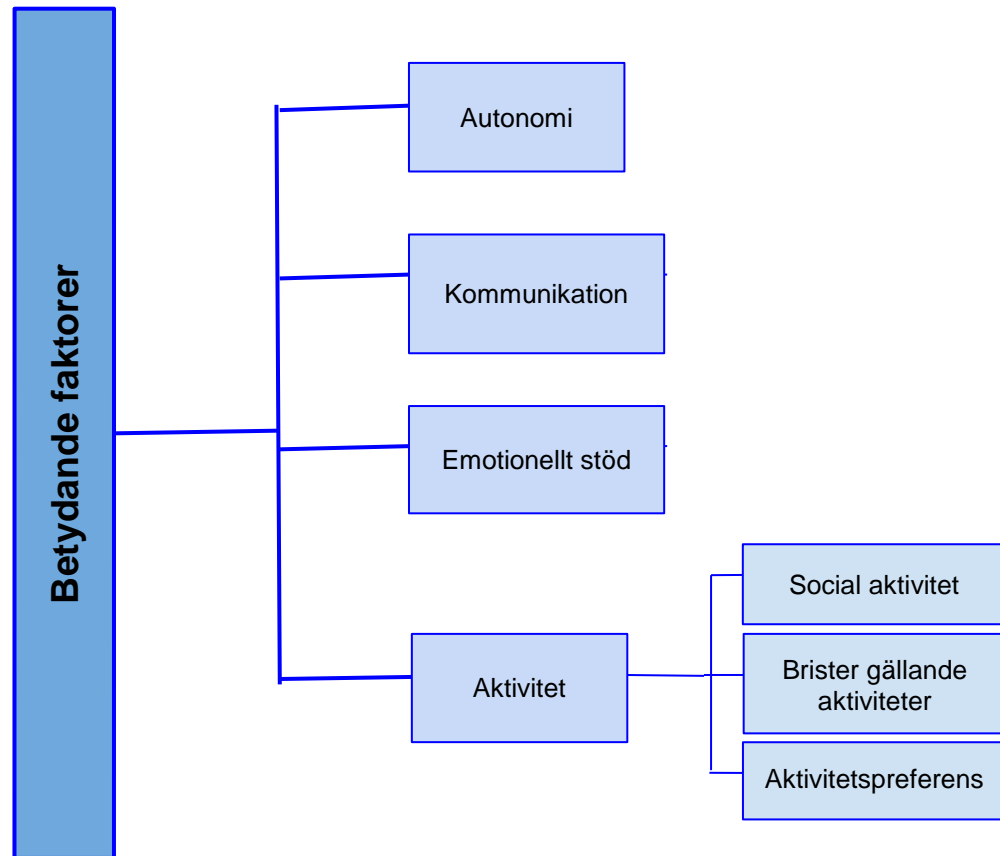 Betydande faktorer
Autonomi
Kommunikation
Emotionellt stöd
Aktivitet
Social aktivitet
Brister gällande
aktiviteter
Aktivitetspreferens